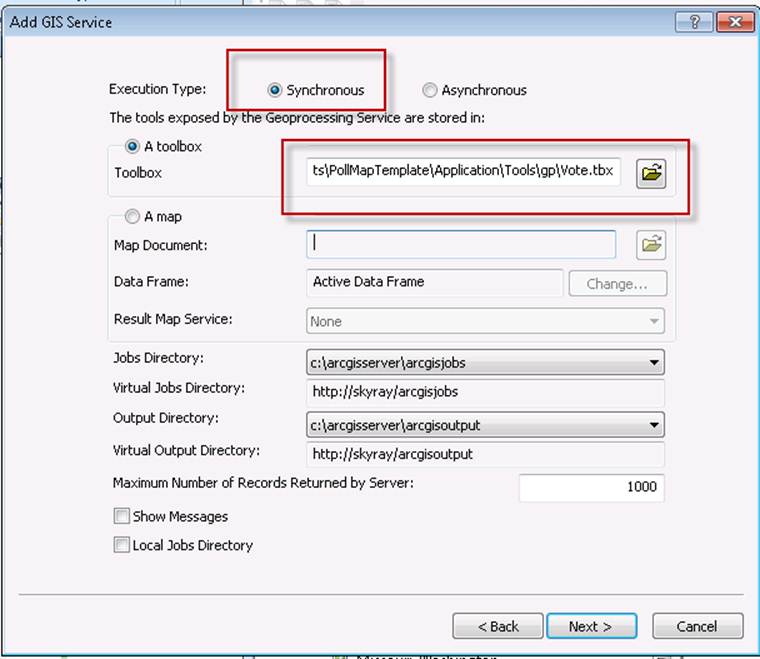 Add GIS Service
Execution Type: Synchronous Asynchronous
The tools exposed by the Geoprocessing Service are stored in:
A toolbox
Toolbox ts\PollMapTemplate\Application\Tools\gp\Vote.tbx
A map
Map Document:
Data Frame: Active Data Frame Change...
Result Map Service: None
Jobs Directory: c:\arcgisserver\arcgisjobs
Virtual Jobs Directory: http://skyray/arcgisjobs
Output Directory: c:\arcgisserver\arcgisoutput
Virtual Output Directory: http://skyray/arcgisoutput
Maximum Number of Records Returned by Server: 1000
Show Messages
Local Jobs Directory
< Back Next > Cancel